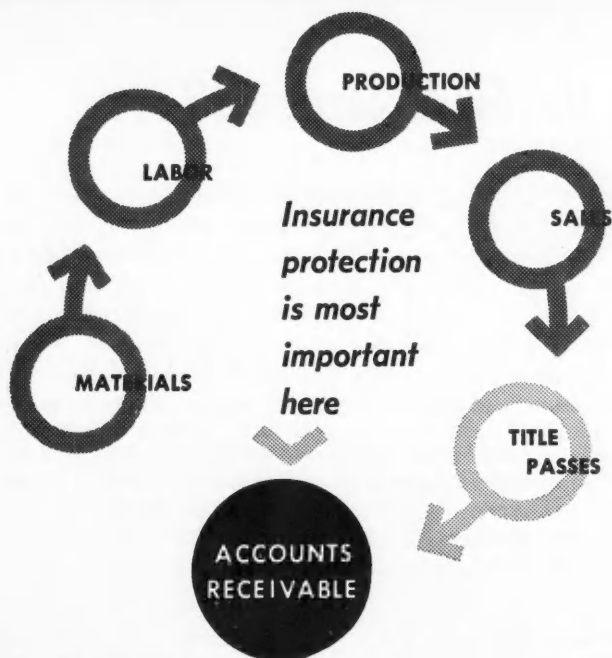 PRODUCTION
LABOR
SALES
MATERIALS
Insurance
protection
is most
important
here
TITLE
PASSES
ACCOUNTS
RECEIVABLE